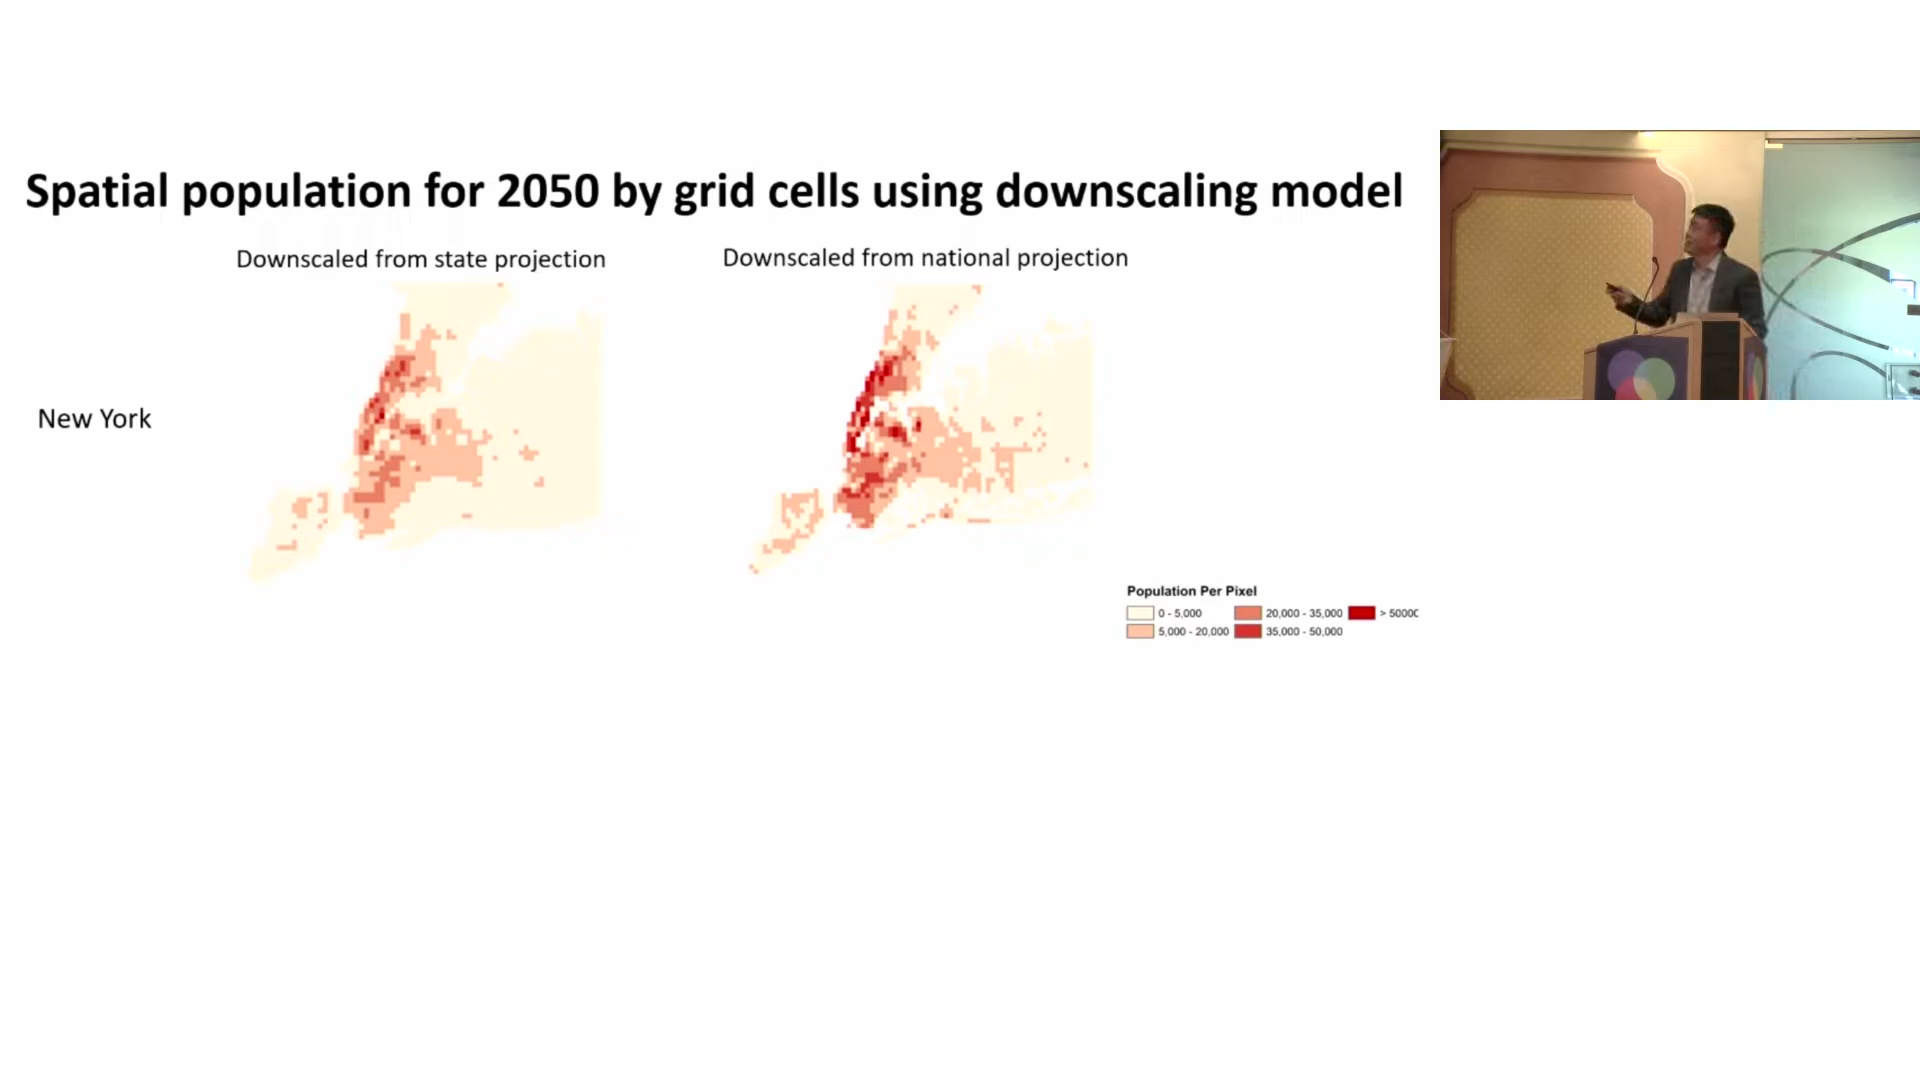 Spatial population for 2050 by grid cells using downscaling model
Downscaled from state projection
Downscaled from national projection
New York
Population Per Pixel
0 - 5,000
20,000 - 35,000
> 5000
5,000 - 20,000
35,000 - 50,000